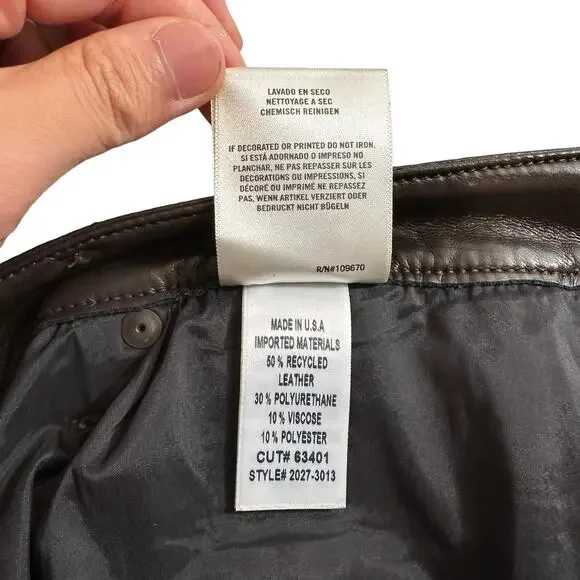 LAVADO EN SECO
NETTOYAGE A SEC
CHEMISCH REINIGEN
IF DECORATED OR PRINTED DO NOT IRON,
SI ESTÁ ADORNADO O IMPRESO NO
PLANCHAR, NE PAS REPASSER SUR LES
DECORATIONS OU IMPRESSIONS, SI
DÉCORÉ OU IMPRIMÉ NE REPASSEZ
PAS, WENN ARTIKEL VERZIERT ODER
BEDRUCKT NICHT BÜGELN
R/N#109670
MADE IN U.S.A
IMPORTED MATERIALS
50 % RECYCLED
LEATHER
30 % POLYURETHANE
10 % VISCOSE
10 % POLYESTER
CUT# 63401
STYLE# 2027-3013